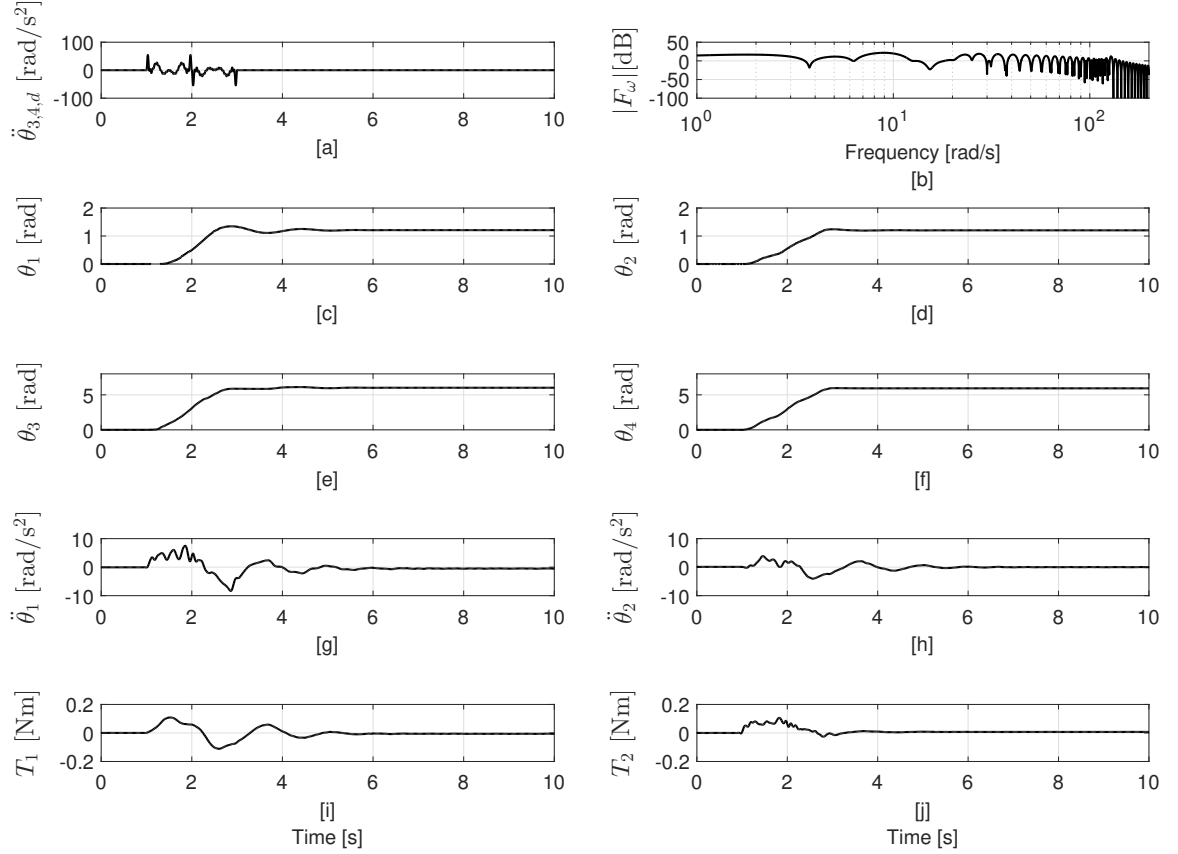 θ̈3,4,d [rad/s²]
100
0
-100
0 2 4 6 8 10
[a]
|Fω|[dB]
50
0
-50
-100
10⁰ 10¹ 10²
Frequency [rad/s]
[b]
θ1 [rad]
2
1
0
0 2 4 6 8 10
[c]
θ2 [rad]
2
1
0
0 2 4 6 8 10
[d]
θ3 [rad]
5
0
0 2 4 6 8 10
[e]
θ4 [rad]
5
0
0 2 4 6 8 10
[f]
θ̈1 [rad/s²]
10
0
-10
0 2 4 6 8 10
[g]
θ̈2 [rad/s²]
10
0
-10
0 2 4 6 8 10
[h]
T1 [Nm]
0.2
0
-0.2
0 2 4 6 8 10
[i]
Time [s]
T2 [Nm]
0.2
0
-0.2
0 2 4 6 8 10
[j]
Time [s]